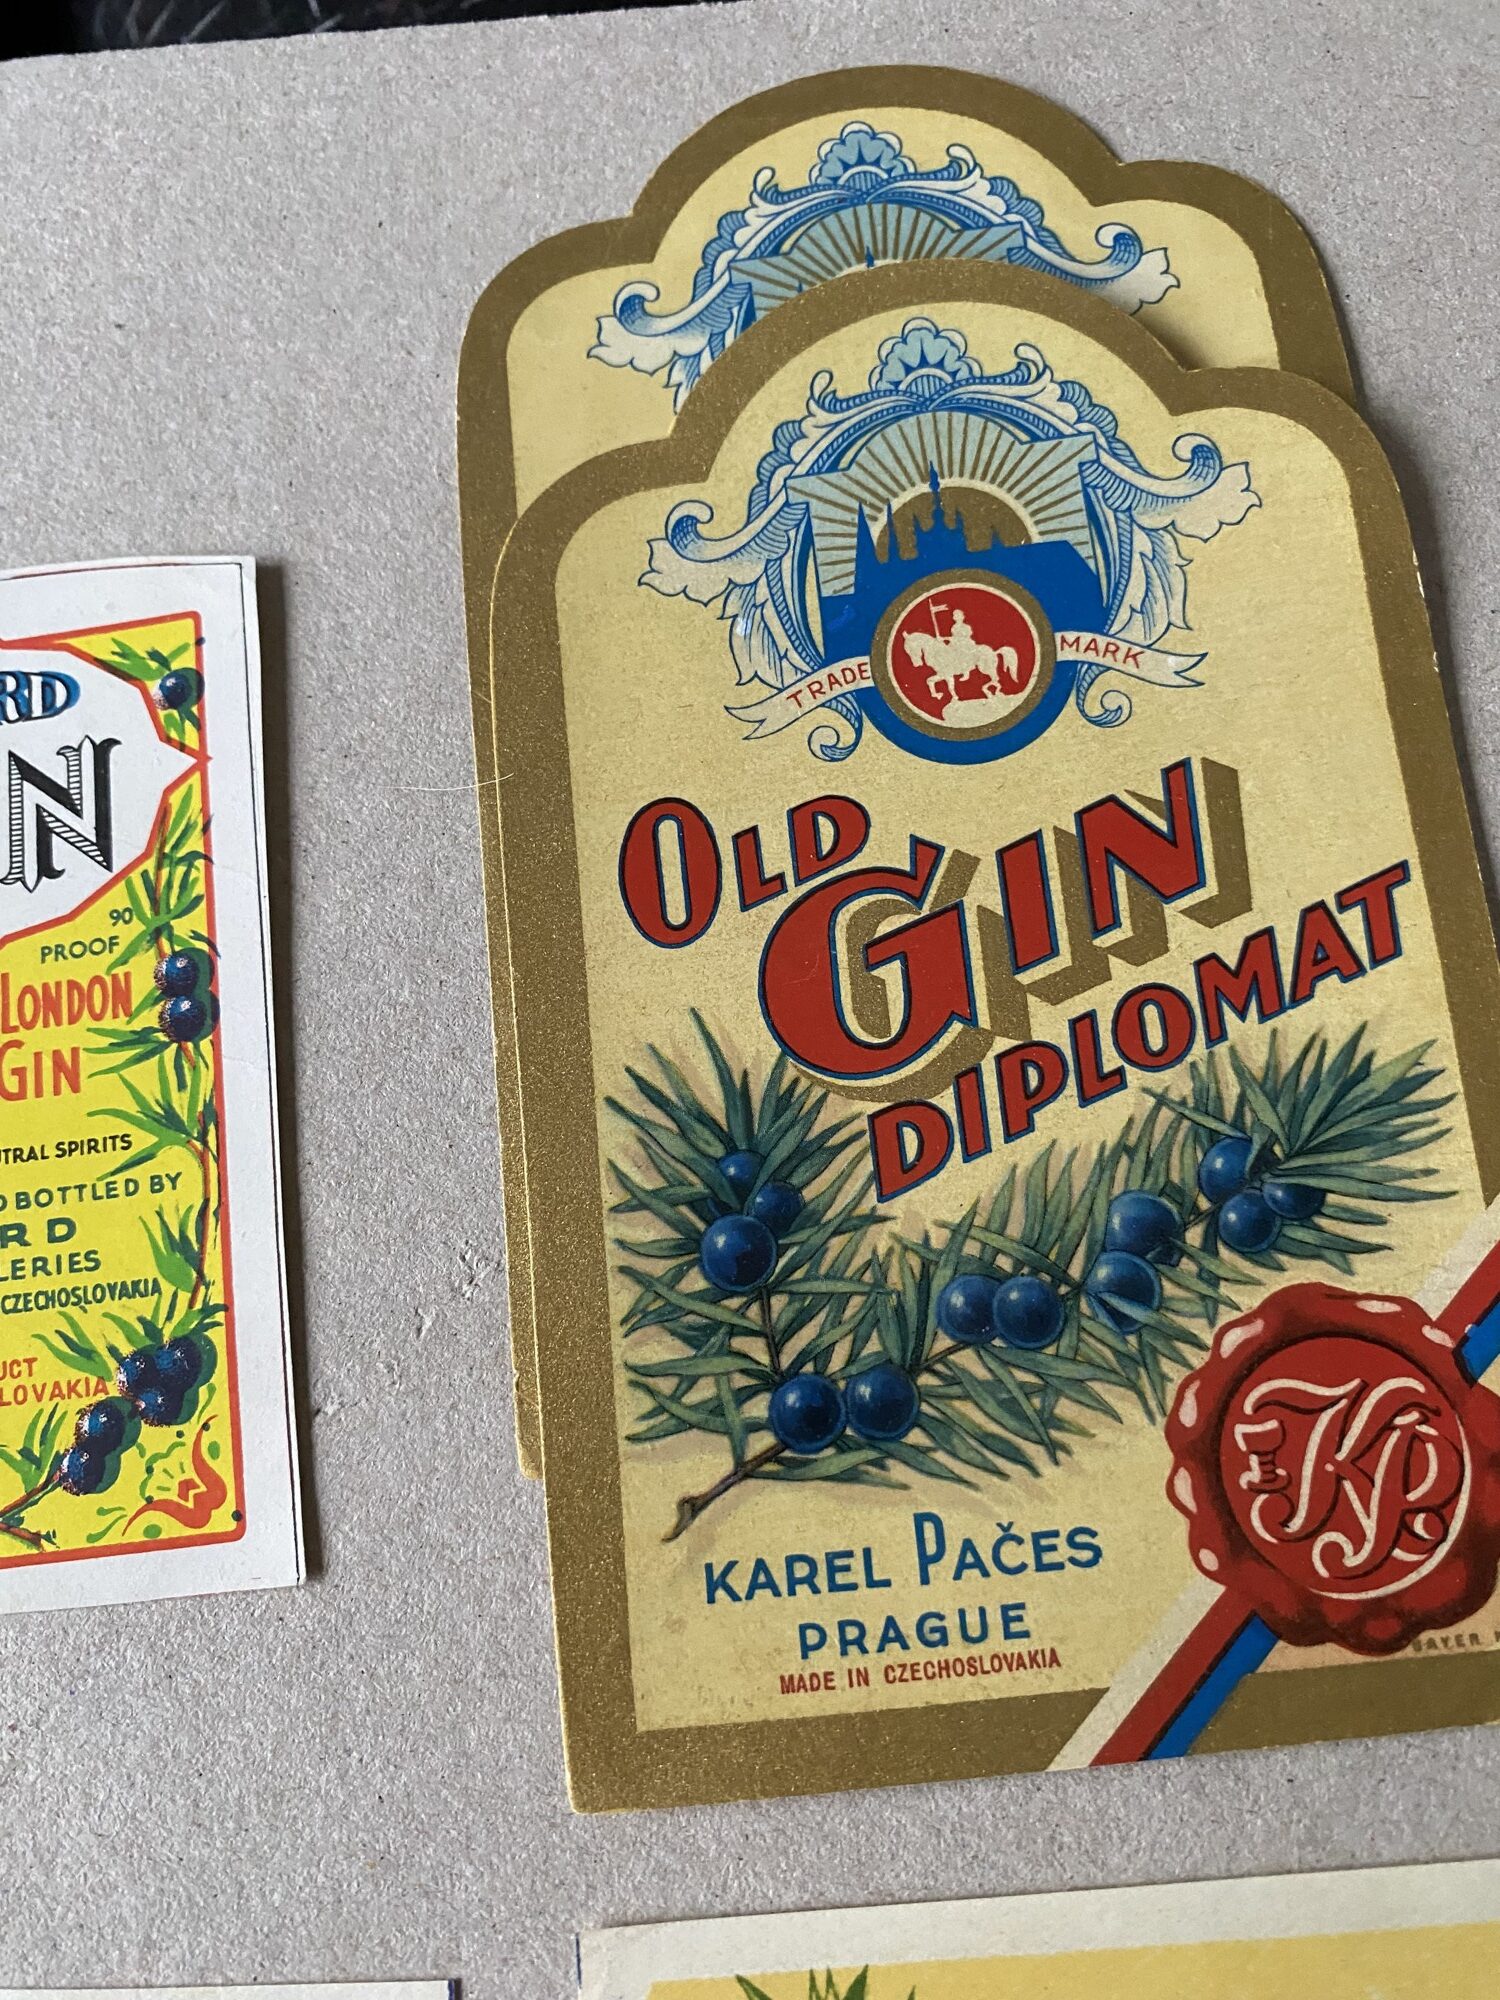 RD
N
90
PROOF
LONDON
GIN
TRAL SPIRITS
D BOTTLED BY
RD
LERIES
CZECHOSLOVAKIA
UCT
LOVAKIA
TRADE MARK
OLD
GIN
DIPLOMAT
KP
KAREL PAČES
PRAGUE
MADE IN CZECHOSLOVAKIA